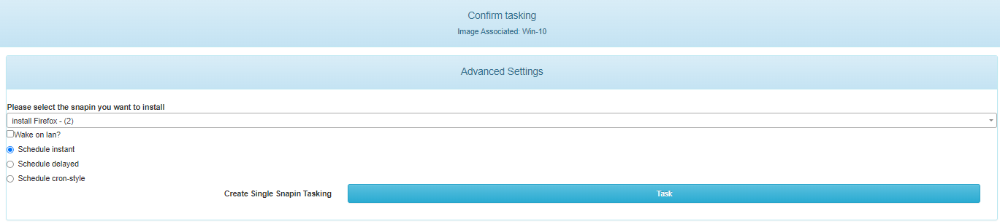 Confirm tasking
Image Associated: Win-10
Advanced Settings
Please select the snapin you want to install
install Firefox - (2)
Wake on lan?
Schedule instant
Schedule delayed
Schedule cron-style
Create Single Snapin Tasking Task